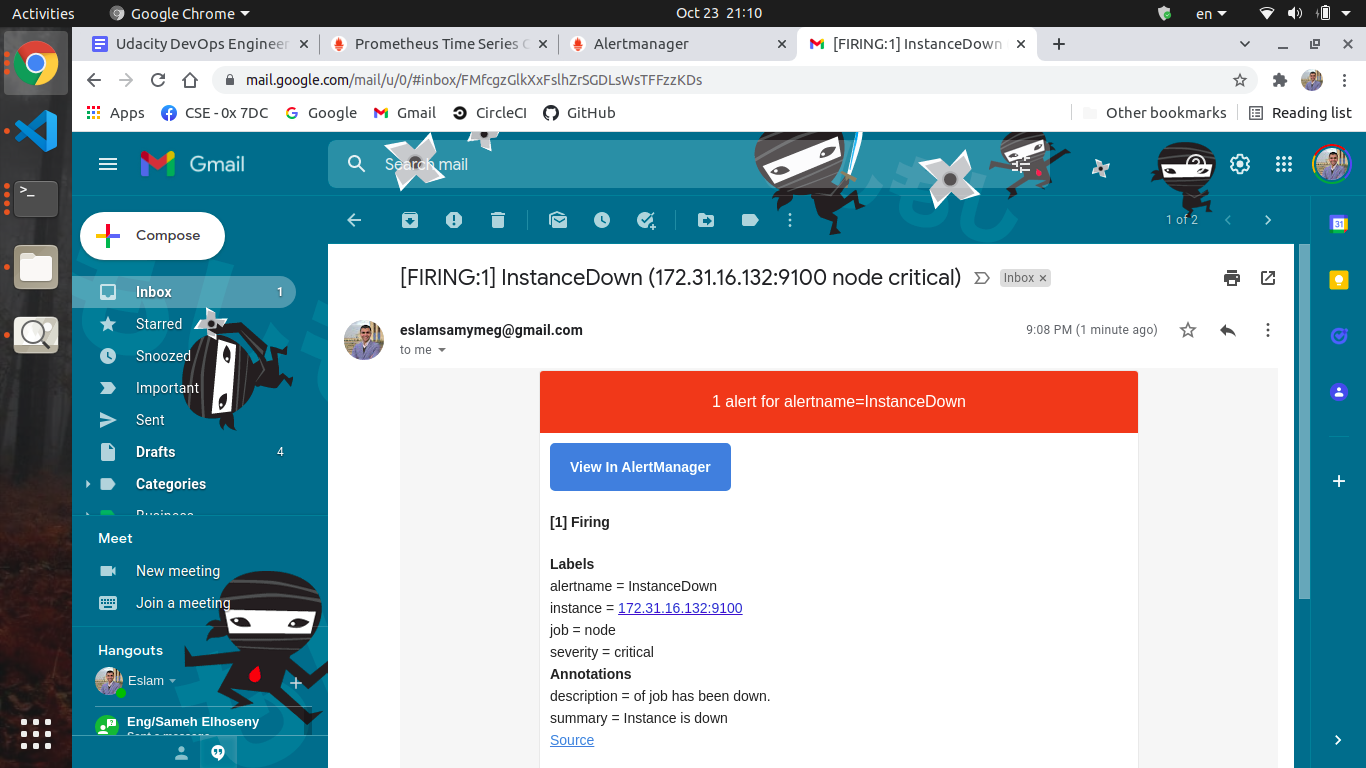 Activities
Google Chrome
Oct 23 21:10
en
Udacity DevOps Engineer
Prometheus Time Series C
Alertmanager
[FIRING:1] InstanceDown
mail.google.com/mail/u/0/#inbox/FMfcgzGlkXxFslhZrSGDLsWsTFFzzKDs
Apps
CSE - 0x 7DC
Google
Gmail
CircleCI
GitHub
Other bookmarks
Reading list
Gmail
Search mail
Compose
1 of 2
Inbox 1
Starred
Snoozed
Important
Sent
Drafts 4
Categories
Business
Meet
New meeting
Join a meeting
Hangouts
Eslam
Eng/Sameh Elhoseny
Sent a message
[FIRING:1] InstanceDown (172.31.16.132:9100 node critical)
Inbox
eslamsamymeg@gmail.com
9:08 PM (1 minute ago)
to me
1 alert for alertname=InstanceDown
View In AlertManager
[1] Firing
Labels
alertname = InstanceDown
instance = 172.31.16.132:9100
job = node
severity = critical
Annotations
description = of job has been down.
summary = Instance is down
Source
31